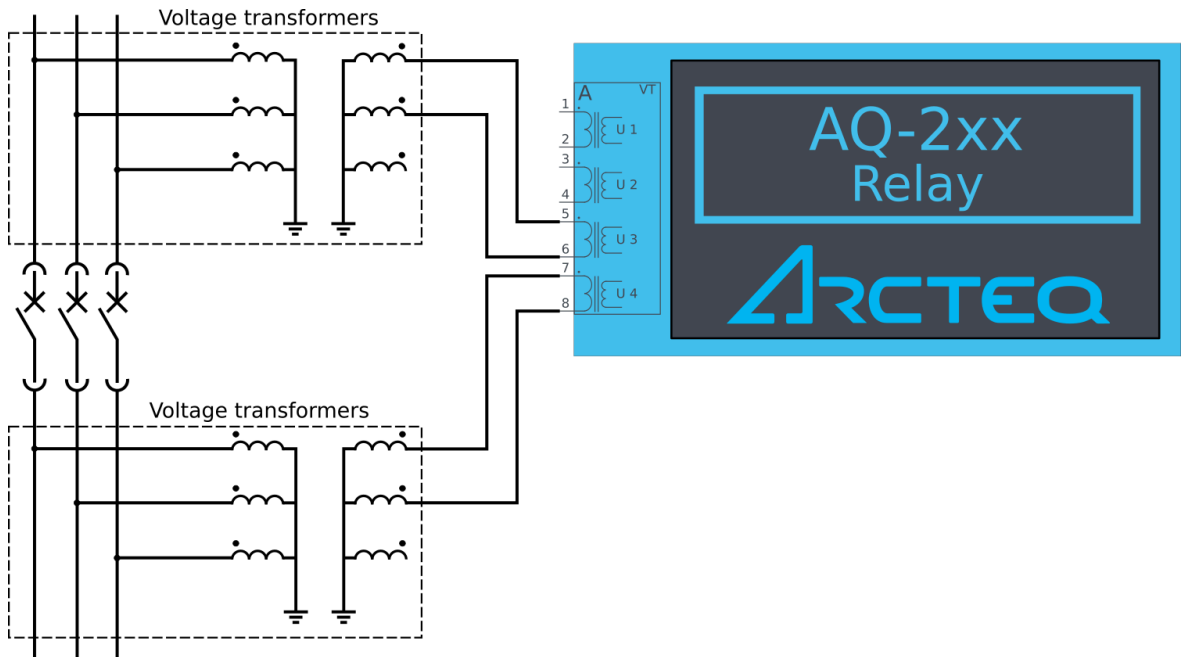 Voltage transformers
A
VT
1
U 1
2
3
U 2
4
5
U 3
6
7
U 4
8
AQ-2xx
Relay
ARCTEQ
Voltage transformers